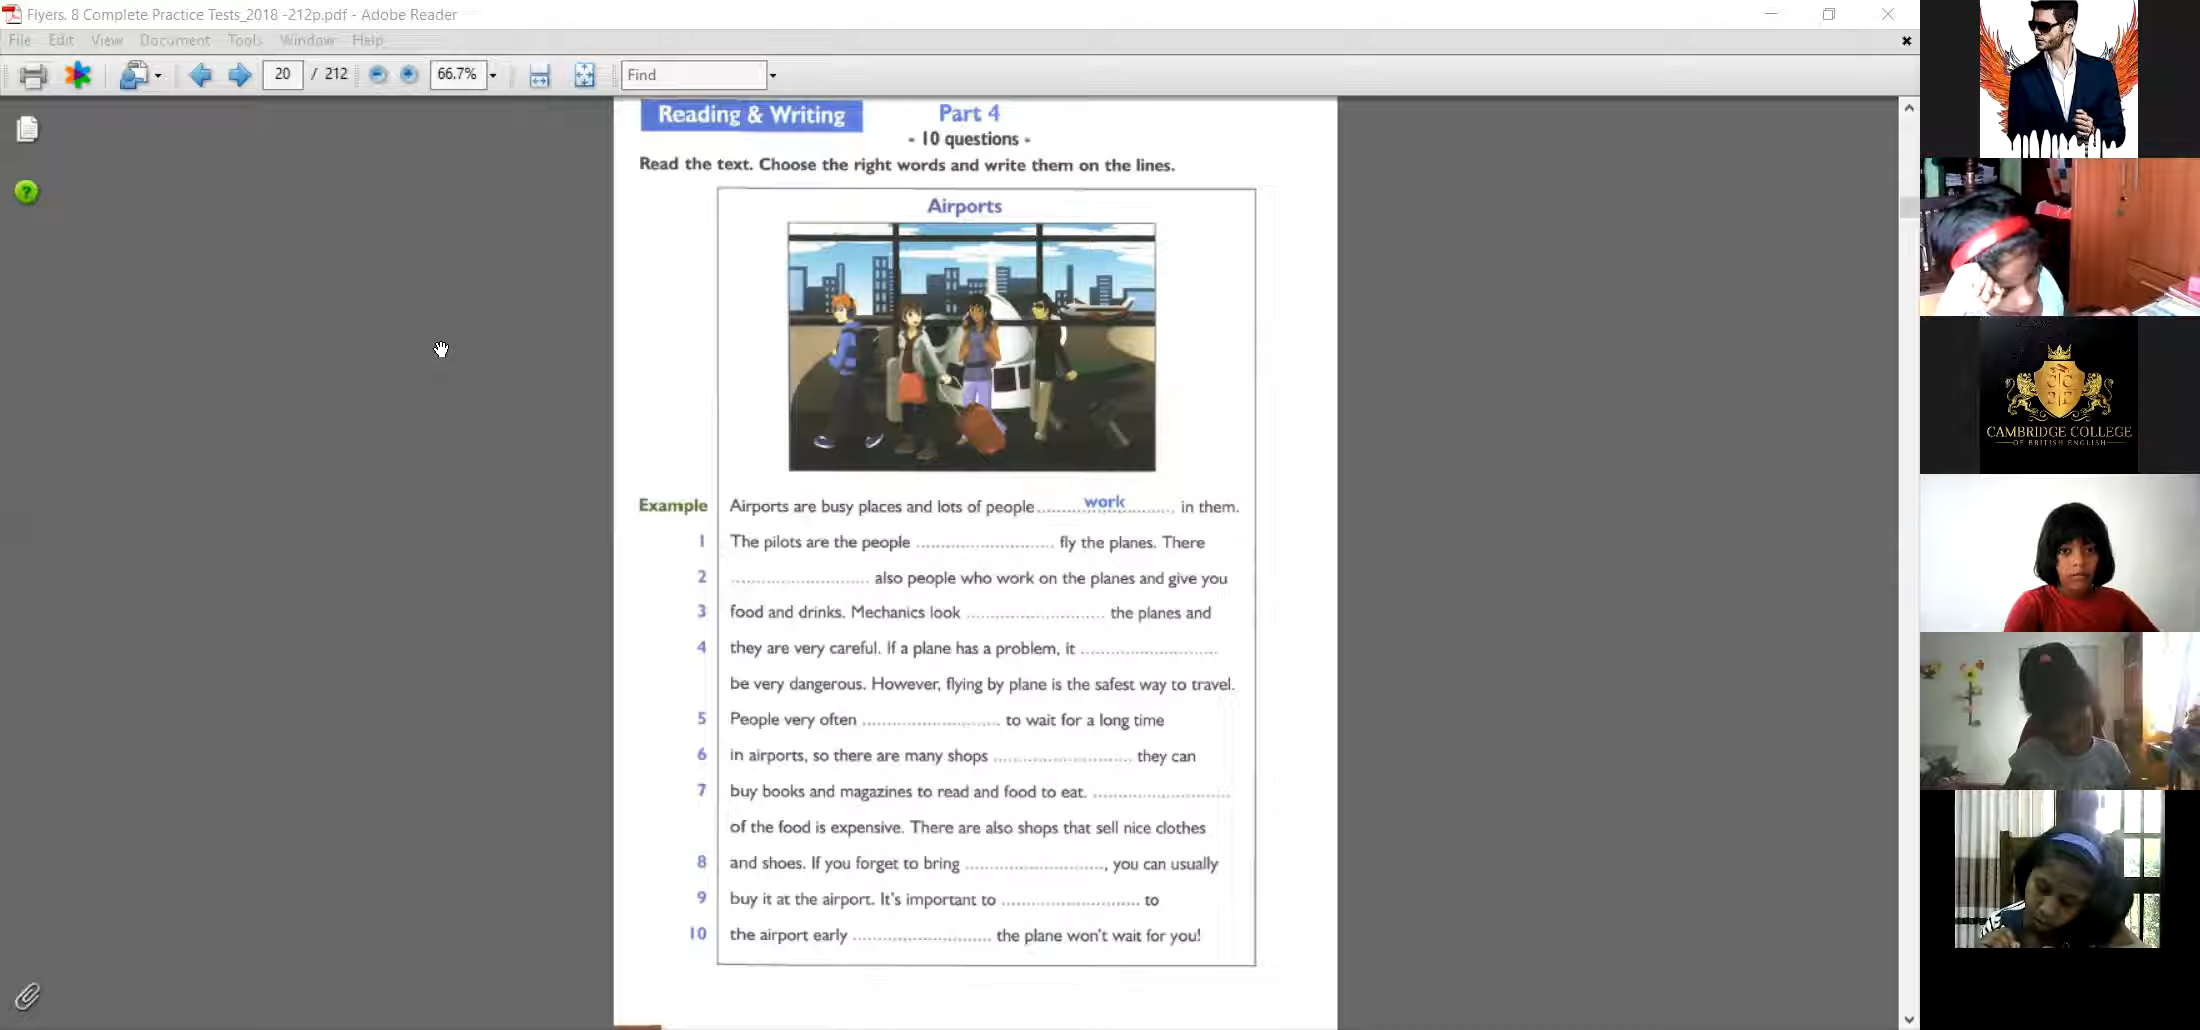 Flyers. 8 Complete Practice Tests_2018 -212p.pdf - Adobe Reader
File Edit View Document Tools Window Help
20 / 212 66.7% Find
Reading & Writing Part 4
- 10 questions -
Read the text. Choose the right words and write them on the lines.
Airports
Example Airports are busy places and lots of people work in them.
1 The pilots are the people ........................ fly the planes. There
2 ........................ also people who work on the planes and give you
3 food and drinks. Mechanics look ........................ the planes and
4 they are very careful. If a plane has a problem, it ........................
be very dangerous. However, flying by plane is the safest way to travel.
5 People very often ........................ to wait for a long time
6 in airports, so there are many shops ........................ they can
7 buy books and magazines to read and food to eat. ........................
of the food is expensive. There are also shops that sell nice clothes
8 and shoes. If you forget to bring ........................, you can usually
9 buy it at the airport. It's important to ........................ to
10 the airport early ........................ the plane won't wait for you!
CAMBRIDGE COLLEGE
OF BRITISH ENGLISH